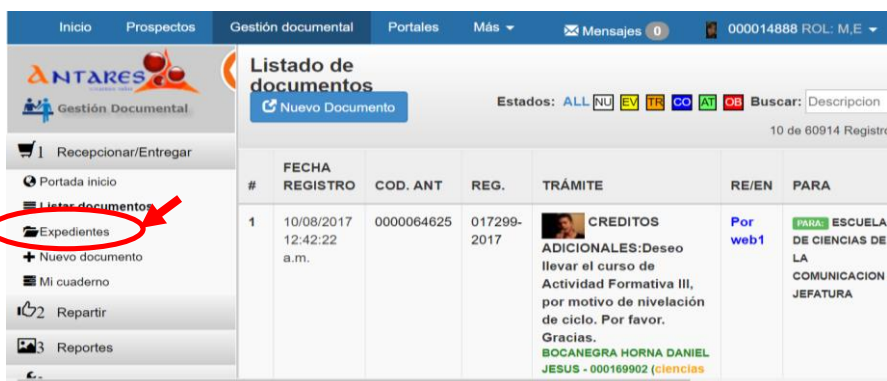 Inicio Prospectos Gestión documental Portales Más Mensajes 0 000014888 ROL: M,E
ANTARES
Gestión Documental
1 Recepcionar/Entregar
Portada inicio
Listar documentos
Expedientes
Nuevo documento
Mi cuaderno
2 Repartir
3 Reportes
Listado de
documentos
Nuevo Documento
Estados: ALL NU EV TR CO AT OB Buscar: Descripcion
10 de 60914 Registro
# FECHA REGISTRO COD. ANT REG. TRÁMITE RE/EN PARA
1 10/08/2017 0000064625 017299- CREDITOS Por PARA: ESCUELA
12:42:22 2017 ADICIONALES:Deseo web1 DE CIENCIAS DE
a.m. llevar el curso de LA
Actividad Formativa III, COMUNICACION
por motivo de nivelación JEFATURA
de ciclo. Por favor.
Gracias.
BOCANEGRA HORNA DANIEL
JESUS - 000169902 (ciencias